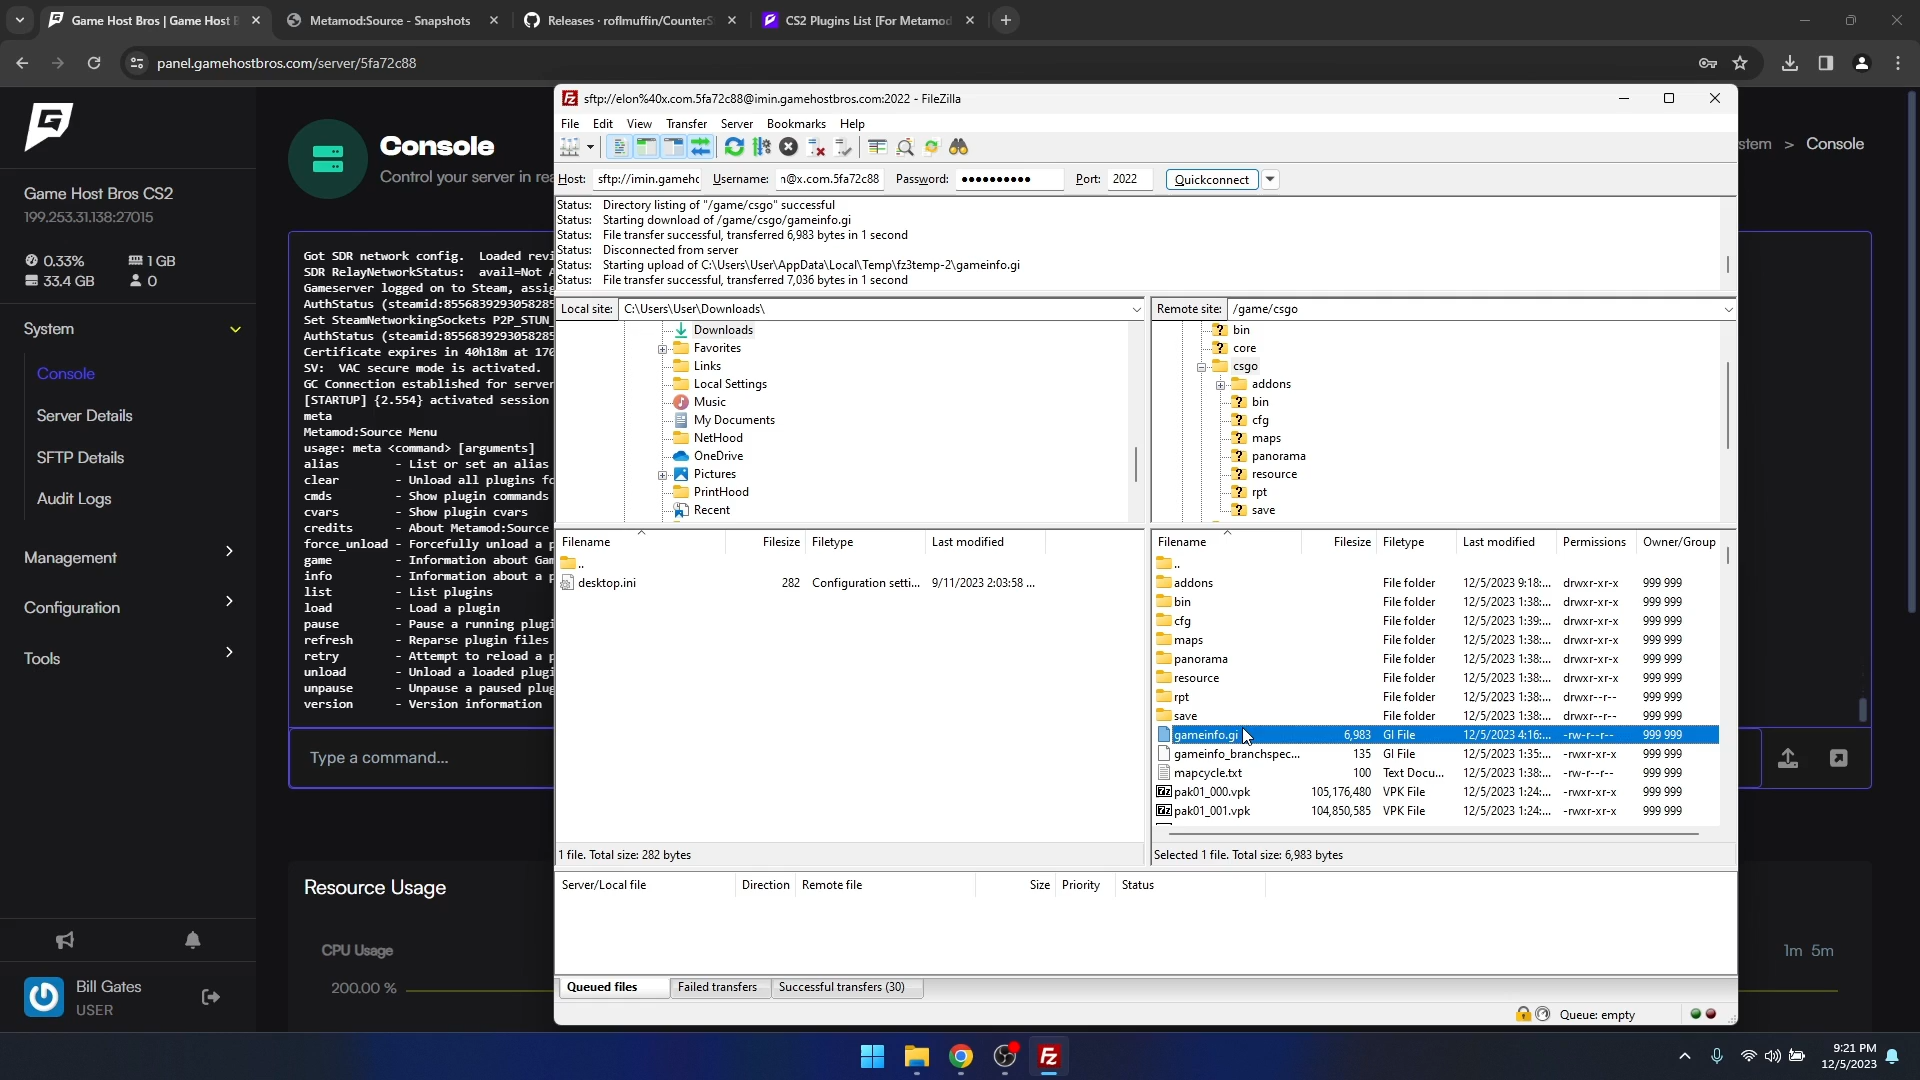 Game Host Bros | Game Host B
Metamod:Source - Snapshots
Releases · roflmuffin/CounterS
CS2 Plugins List [For Metamod
panel.gamehostbros.com/server/5fa72c88
Game Host Bros CS2
199.253.31.138:27015
0.33%
1 GB
33.4 GB
0
System
Console
Server Details
SFTP Details
Audit Logs
Management
Configuration
Tools
Bill Gates
USER
Console
Control your server in rea
stem > Console
Got SDR network config. Loaded revi
SDR RelayNetworkStatus: avail=Not A
Gameserver logged on to Steam, assig
AuthStatus (steamid:8556839293058285
Set SteamNetworkingSockets P2P_STUN_
AuthStatus (steamid:8556839293058285
Certificate expires in 40h18m at 170
SV: VAC secure mode is activated.
GC Connection established for server
[STARTUP] {2.554} activated session
meta
Metamod:Source Menu
usage: meta <command> [arguments]
alias - List or set an alias
clear - Unload all plugins fo
cmds - Show plugin commands
cvars - Show plugin cvars
credits - About Metamod:Source
force_unload - Forcefully unload a p
game - Information about Gam
info - Information about a p
list - List plugins
load - Load a plugin
pause - Pause a running plugi
refresh - Reparse plugin files
retry - Attempt to reload a p
unload - Unload a loaded plugi
unpause - Unpause a paused plug
version - Version information
Type a command...
Resource Usage
CPU Usage
200.00 %
1m 5m
sftp://elon%40x.com.5fa72c88@imin.gamehostbros.com:2022 - FileZilla
File Edit View Transfer Server Bookmarks Help
Host: sftp://imin.gameho Username: n@x.com.5fa72c88 Password: ●●●●●●●●●● Port: 2022 Quickconnect
Status: Directory listing of "/game/csgo" successful
Status: Starting download of /game/csgo/gameinfo.gi
Status: File transfer successful, transferred 6,983 bytes in 1 second
Status: Disconnected from server
Status: Starting upload of C:\Users\User\AppData\Local\Temp\fz3temp-2\gameinfo.gi
Status: File transfer successful, transferred 7,036 bytes in 1 second
Local site: C:\Users\User\Downloads\
Downloads
Favorites
Links
Local Settings
Music
My Documents
NetHood
OneDrive
Pictures
PrintHood
Recent
Remote site: /game/csgo
bin
core
csgo
addons
bin
cfg
maps
panorama
resource
rpt
save
Filename Filesize Filetype Last modified
..
desktop.ini 282 Configuration setti... 9/11/2023 2:03:58 ...
1 file. Total size: 282 bytes
Filename Filesize Filetype Last modified Permissions Owner/Group
..
addons File folder 12/5/2023 9:18:... drwxr-xr-x 999 999
bin File folder 12/5/2023 1:38:... drwxr-xr-x 999 999
cfg File folder 12/5/2023 1:39:... drwxr-xr-x 999 999
maps File folder 12/5/2023 1:38:... drwxr-xr-x 999 999
panorama File folder 12/5/2023 1:38:... drwxr-xr-x 999 999
resource File folder 12/5/2023 1:38:... drwxr-xr-x 999 999
rpt File folder 12/5/2023 1:38:... drwxr--r-- 999 999
save File folder 12/5/2023 1:38:... drwxr--r-- 999 999
gameinfo.gi 6,983 GI File 12/5/2023 4:16:... -rw-r--r-- 999 999
gameinfo_branchspec... 135 GI File 12/5/2023 1:35:... -rwxr-xr-x 999 999
mapcycle.txt 100 Text Docu... 12/5/2023 1:38:... -rw-r--r-- 999 999
pak01_000.vpk 105,176,480 VPK File 12/5/2023 1:24:... -rwxr-xr-x 999 999
pak01_001.vpk 104,850,585 VPK File 12/5/2023 1:24:... -rwxr-xr-x 999 999
Selected 1 file. Total size: 6,983 bytes
Server/Local file Direction Remote file Size Priority Status
Queued files Failed transfers Successful transfers (30)
Queue: empty
9:21 PM
12/5/2023